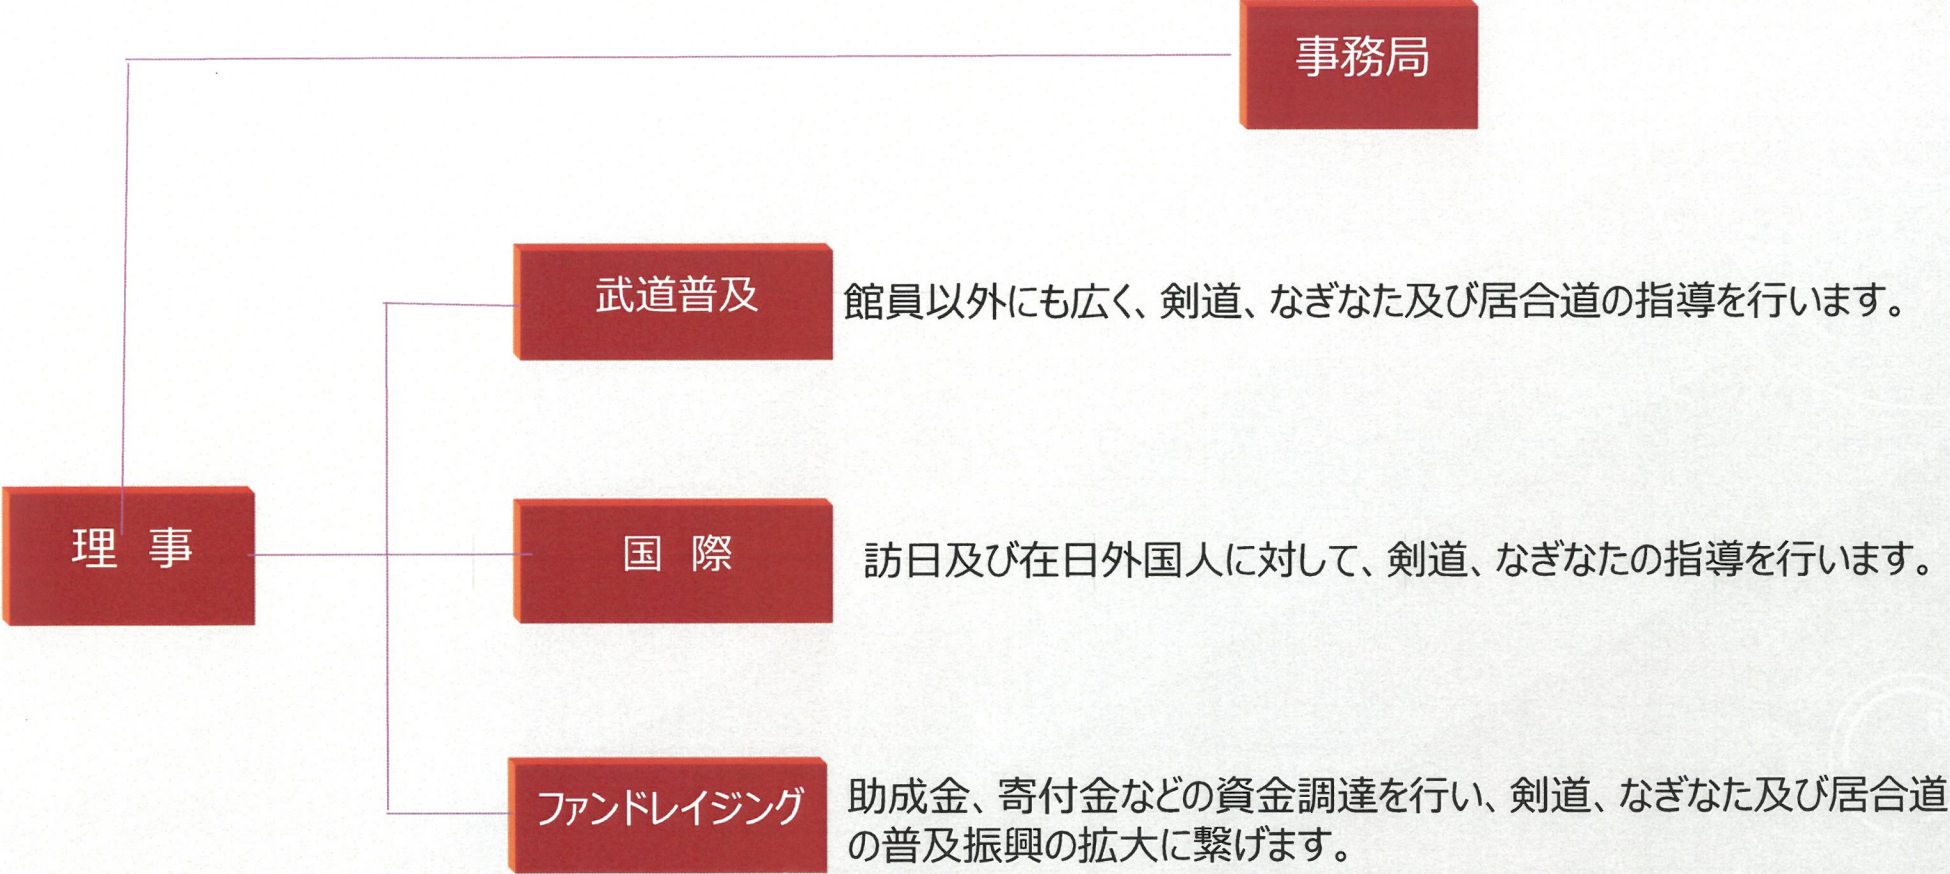 事務局
武道普及
館員以外にも広く、剣道、なぎなた及び居合道の指導を行います。
理 事
国 際
訪日及び在日外国人に対して、剣道、なぎなたの指導を行います。
ファンドレイジング
助成金、寄付金などの資金調達を行い、剣道、なぎなた及び居合道
の普及振興の拡大に繋げます。